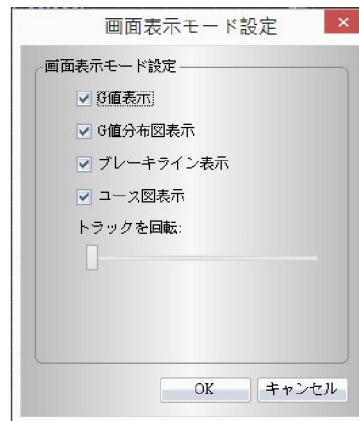 画面表示モード設定
画面表示モード設定
G値表示
G値分布図表示
ブレーキライン表示
コース図表示
トラックを回転:
OK
キャンセル